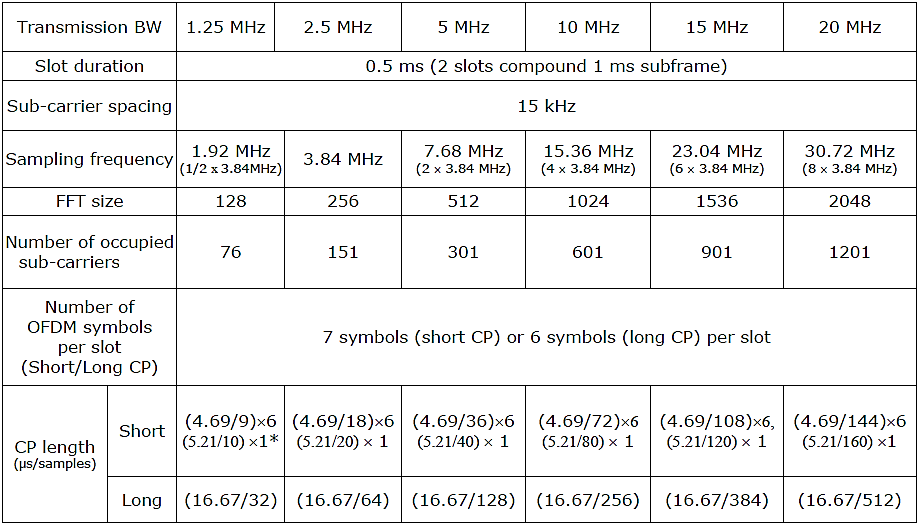 Transmission BW 1.25 MHz 2.5 MHz 5 MHz 10 MHz 15 MHz 20 MHz
Slot duration 0.5 ms (2 slots compound 1 ms subframe)
Sub-carrier spacing 15 kHz
Sampling frequency 1.92 MHz 3.84 MHz 7.68 MHz 15.36 MHz 23.04 MHz 30.72 MHz
(1/2 x 3.84MHz) (2 x 3.84 MHz) (4 x 3.84 MHz) (6 x 3.84 MHz) (8 x 3.84 MHz)
FFT size 128 256 512 1024 1536 2048
Number of occupied
sub-carriers
76 151 301 601 901 1201
Number of
OFDM symbols
per slot
(Short/Long CP)
7 symbols (short CP) or 6 symbols (long CP) per slot
CP length
(μs/samples)
Short
(4.69/9)×6 (4.69/18)×6 (4.69/36)×6 (4.69/72)×6 (4.69/108)×6, (4.69/144)×6
(5.21/10) ×1* (5.21/20) × 1 (5.21/40) × 1 (5.21/80) × 1 (5.21/120) × 1 (5.21/160) ×1
Long (16.67/32) (16.67/64) (16.67/128) (16.67/256) (16.67/384) (16.67/512)